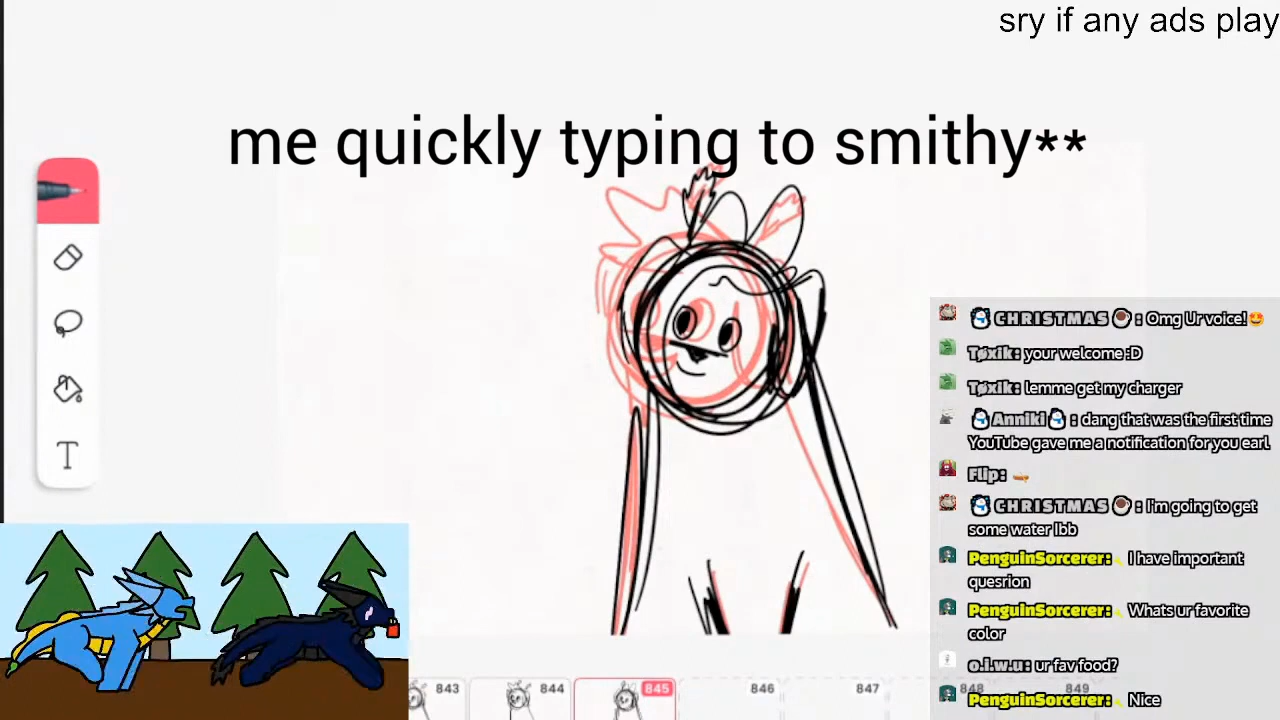 sry if any ads play
me quickly typing to smithy**
T
CHRISTMAS : Omg Ur voice!
Tøxik: your welcome :D
Tøxik: lemme get my charger
Anniki : dang that was the first time
YouTube gave me a notification for you earl
Flip:
CHRISTMAS : I'm going to get
some water lbb
PenguinSorcerer: I have important
quesrion
PenguinSorcerer: Whats ur favorite
color
o.i.w.u: ur fav food?
PenguinSorcerer: Nice
843 844 845 846 847 848 849